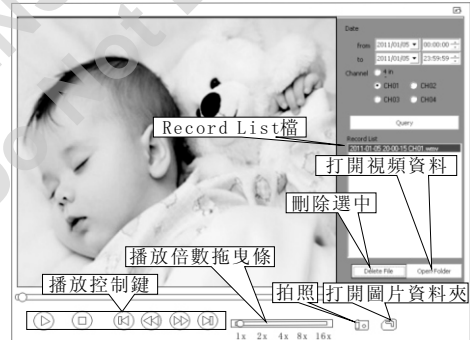 Date
from 2011/01/05 00:00:00
to 2011/01/05 23:59:59
Channel 4 in
CH01 CH02
CH03 CH04
Query
Record List檔
Record List
2011-01-05 20-00-15 CH01.wmv
打開視頻資料
刪除選中
播放倍數拖曳條
Delete File Open Folder
播放控制鍵
拍照 打開圖片資料夾
1x 2x 4x 8x 16x